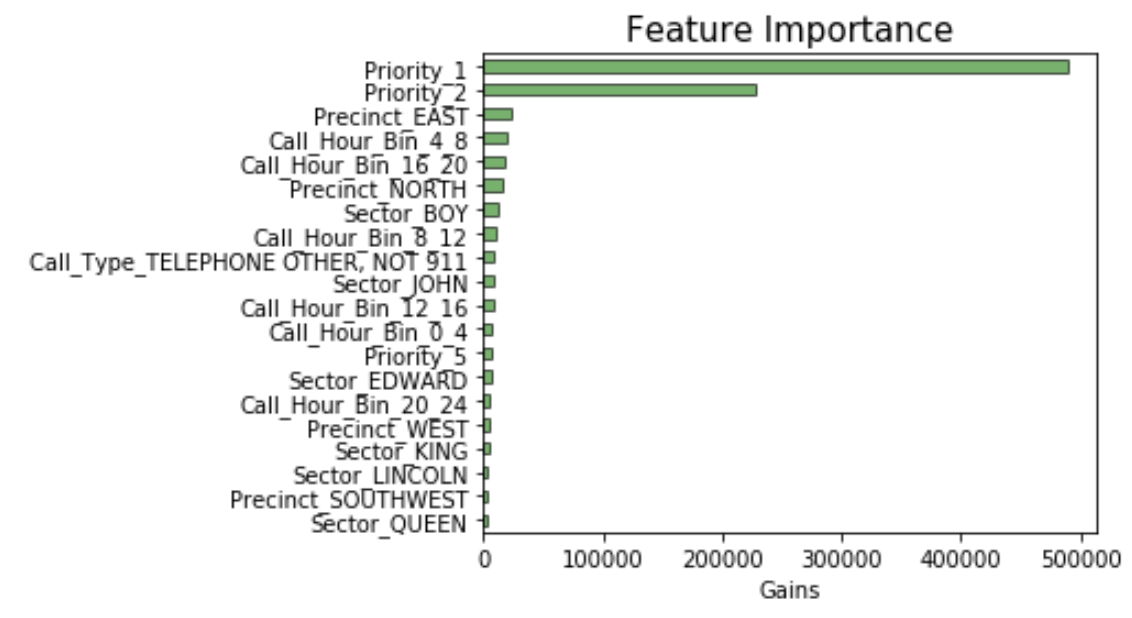 Feature Importance
Priority_1
Priority_2
Precinct_EAST
Call_Hour_Bin_4_8
Call_Hour_Bin_16_20
Precinct_NORTH
Sector_BOY
Call_Hour_Bin_8_12
Call_Type_TELEPHONE OTHER, NOT 911
Sector_JOHN
Call_Hour_Bin_12_16
Call_Hour_Bin_0_4
Priority_5
Sector_EDWARD
Call_Hour_Bin_20_24
Precinct_WEST
Sector_KING
Sector_LINCOLN
Precinct_SOUTHWEST
Sector_QUEEN
0 100000 200000 300000 400000 500000
Gains